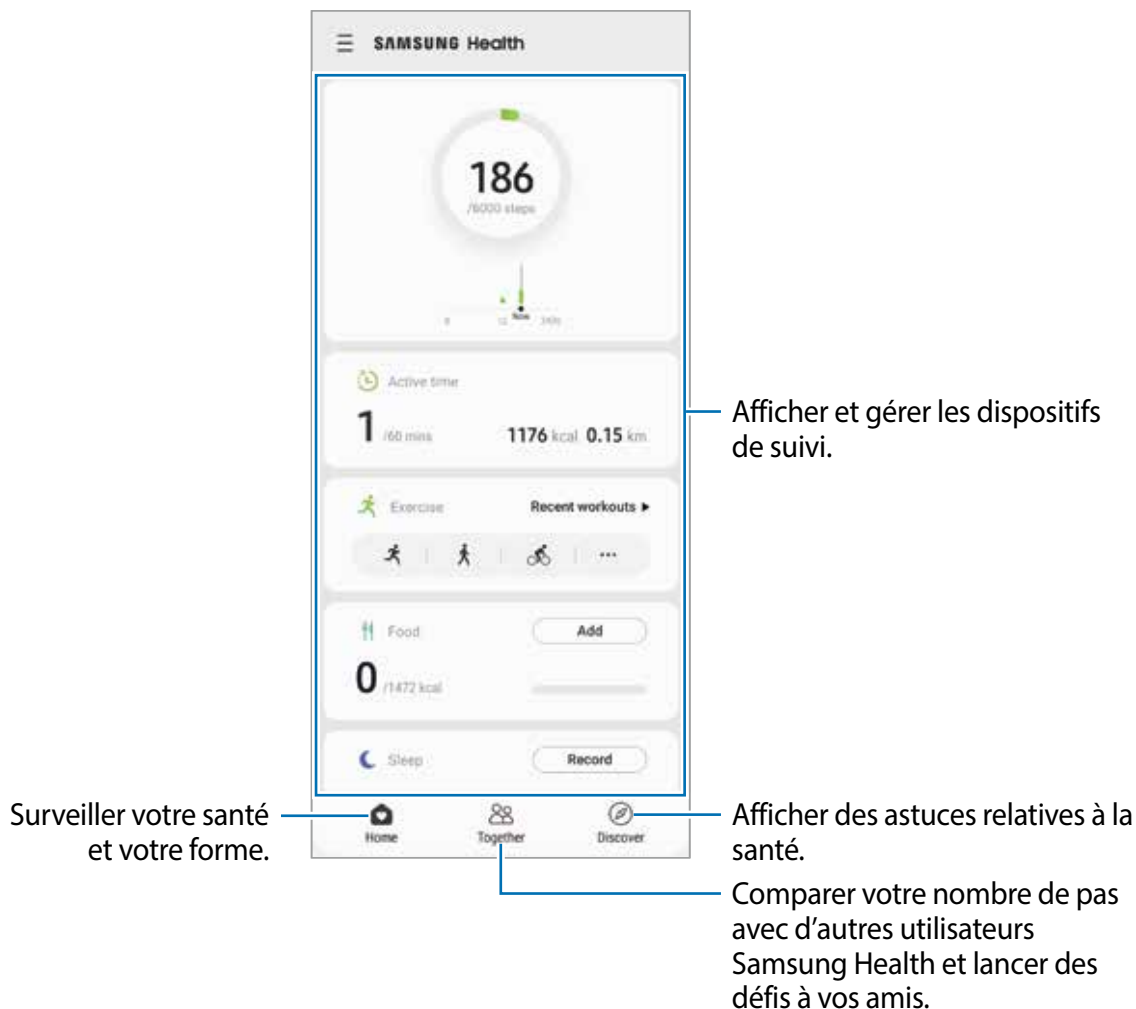 SAMSUNG Health
186
/6000 steps
Now
Active time
1 /60 mins 1176 kcal 0.15 km
Exercise Recent workouts
Food Add
0 /1472 kcal
Sleep Record
Home Together Discover
Afficher et gérer les dispositifs
de suivi.
Surveiller votre santé
et votre forme.
Afficher des astuces relatives à la
santé.
Comparer votre nombre de pas
avec d'autres utilisateurs
Samsung Health et lancer des
défis à vos amis.